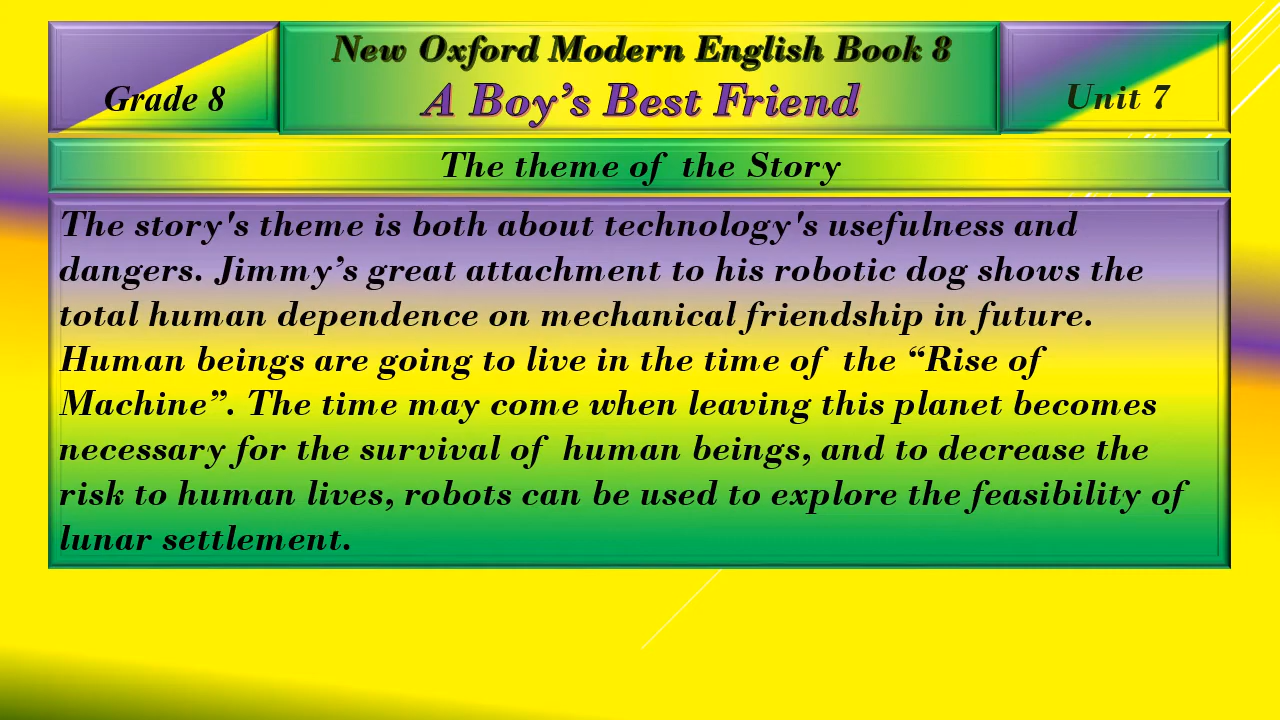 New Oxford Modern English Book 8
Grade 8
A Boy’s Best Friend
Unit 7
The theme of the Story
The story's theme is both about technology's usefulness and
dangers. Jimmy’s great attachment to his robotic dog shows the
total human dependence on mechanical friendship in future.
Human beings are going to live in the time of the “Rise of
Machine”. The time may come when leaving this planet becomes
necessary for the survival of human beings, and to decrease the
risk to human lives, robots can be used to explore the feasibility of
lunar settlement.